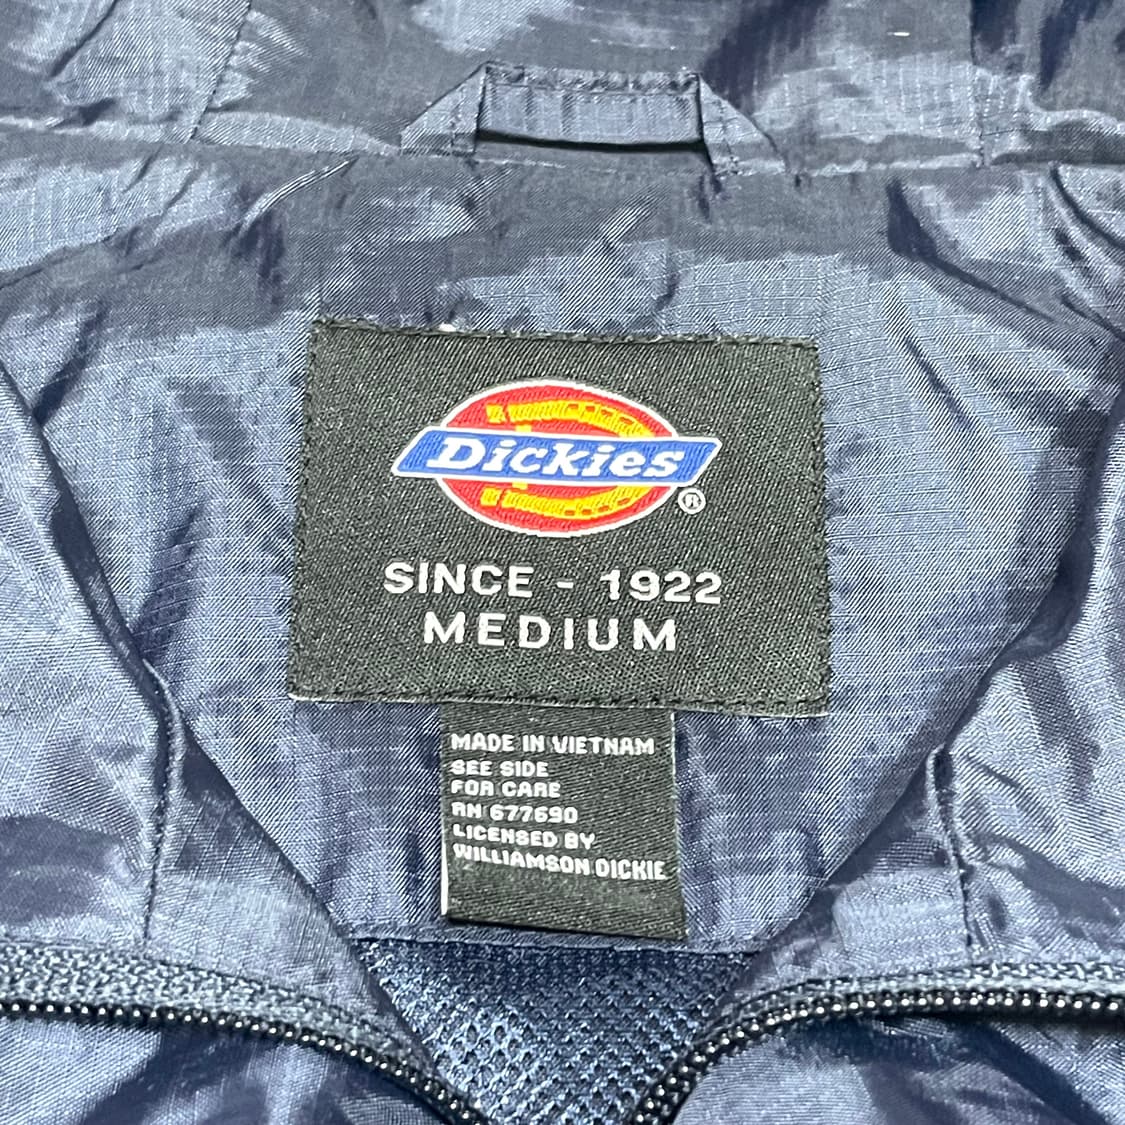 Dickies
®
SINCE - 1922
MEDIUM
MADE IN VIETNAM
SEE SIDE
FOR CARE
RN 677690
LICENSED BY
WILLIAMSON DICKIE